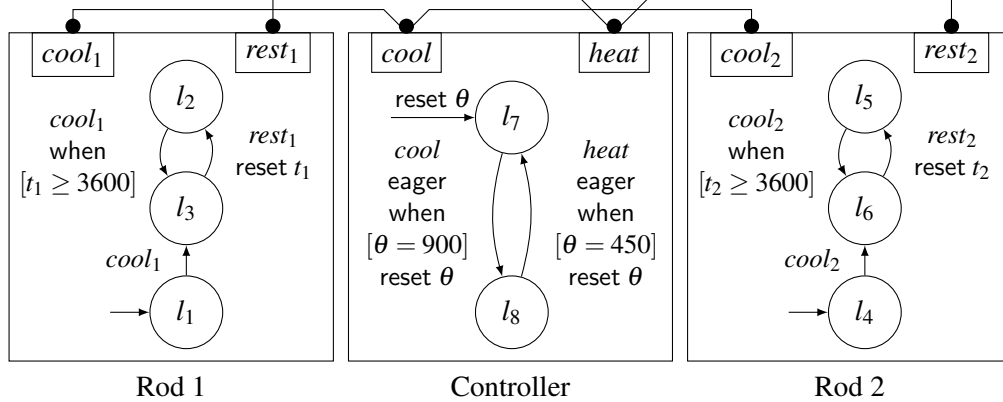 cool₁ rest₁ cool heat cool₂ rest₂
l₂
cool₁
when
[t₁ ≥ 3600]
rest₁
reset t₁
l₃
cool₁
l₁
reset θ
l₇
cool
eager
when
[θ = 900]
reset θ
heat
eager
when
[θ = 450]
reset θ
l₈
l₅
cool₂
when
[t₂ ≥ 3600]
rest₂
reset t₂
l₆
cool₂
l₄
Rod 1 Controller Rod 2